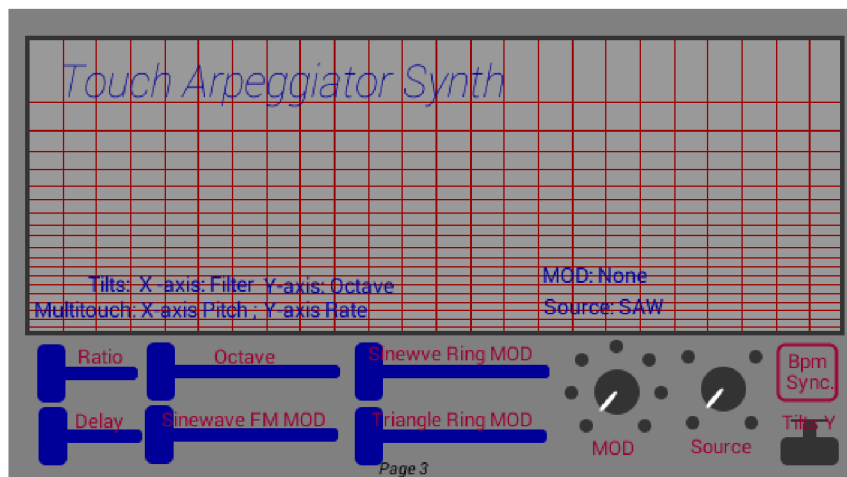 Touch Arpeggiator Synth
Tilts: X -axis: Filter Y-axis: Octave
MOD: None
Multitouch: X-axis Pitch ; Y-axis Rate
Source: SAW
Ratio
Octave
Sinewve Ring MOD
Bpm
Sync.
Delay
Sinewave FM MOD
Triangle Ring MOD
MOD
Source
Tilts Y
Page 3